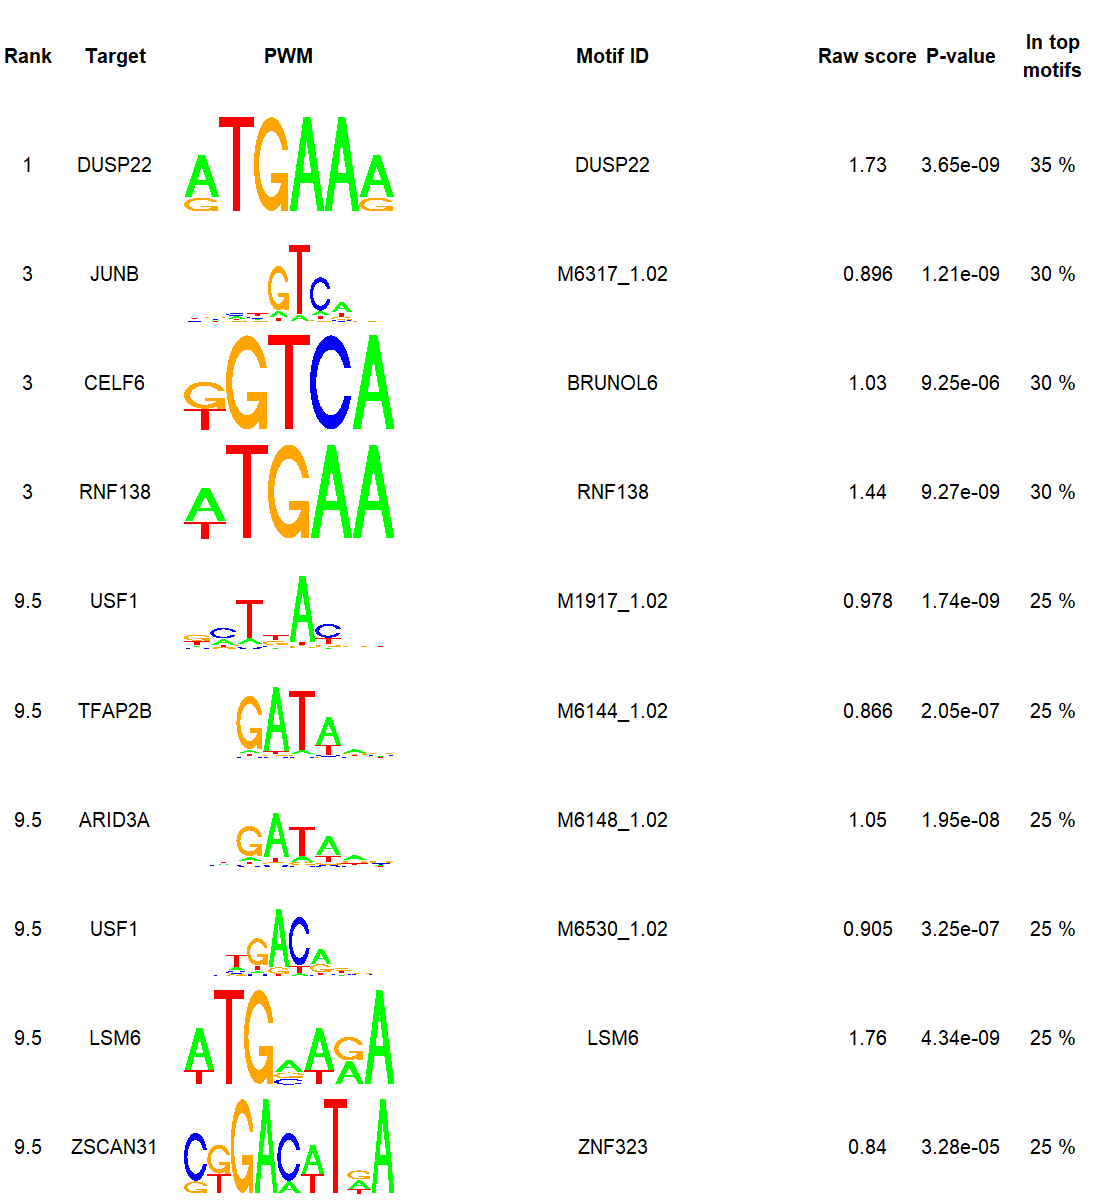 Rank Target PWM Motif ID Raw score P-value In top motifs
1 DUSP22 DUSP22 1.73 3.65e-09 35 %
3 JUNB M6317_1.02 0.896 1.21e-09 30 %
3 CELF6 BRUNOL6 1.03 9.25e-06 30 %
3 RNF138 RNF138 1.44 9.27e-09 30 %
9.5 USF1 M1917_1.02 0.978 1.74e-09 25 %
9.5 TFAP2B M6144_1.02 0.866 2.05e-07 25 %
9.5 ARID3A M6148_1.02 1.05 1.95e-08 25 %
9.5 USF1 M6530_1.02 0.905 3.25e-07 25 %
9.5 LSM6 LSM6 1.76 4.34e-09 25 %
9.5 ZSCAN31 ZNF323 0.84 3.28e-05 25 %